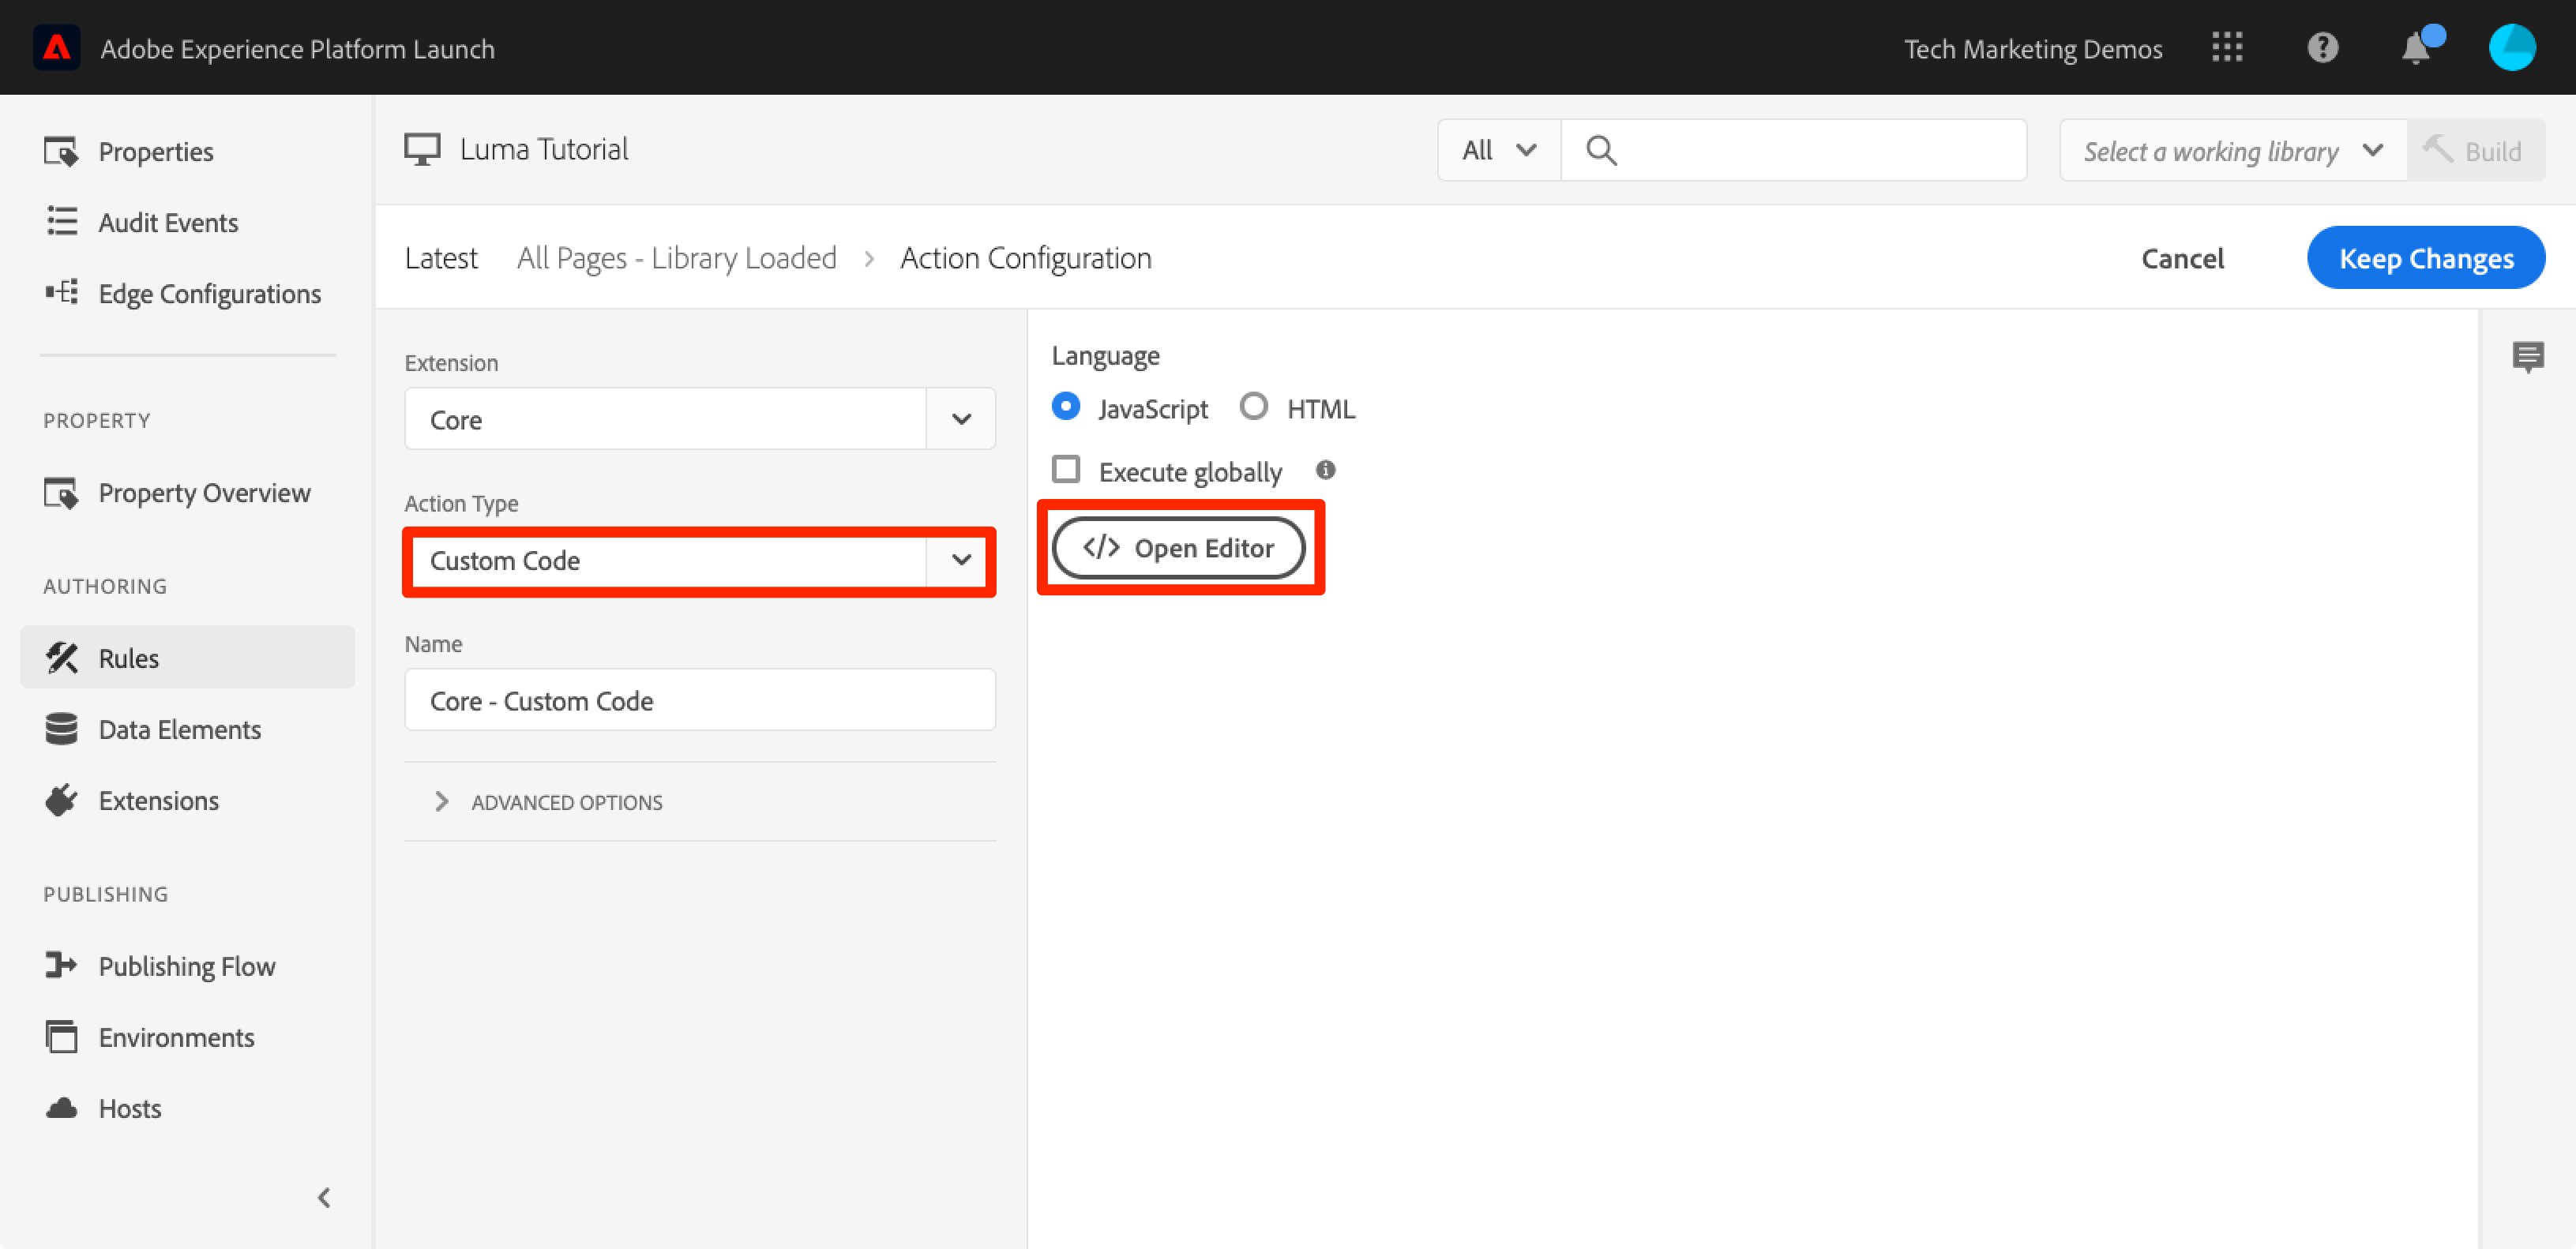 Adobe Experience Platform Launch
Tech Marketing Demos
Properties
Audit Events
Edge Configurations
PROPERTY
Property Overview
AUTHORING
Rules
Data Elements
Extensions
PUBLISHING
Publishing Flow
Environments
Hosts
Luma Tutorial
All
Select a working library
Build
Latest All Pages - Library Loaded > Action Configuration
Cancel
Keep Changes
Extension
Core
Action Type
Custom Code
Name
Core - Custom Code
ADVANCED OPTIONS
Language
JavaScript HTML
Execute globally
</> Open Editor